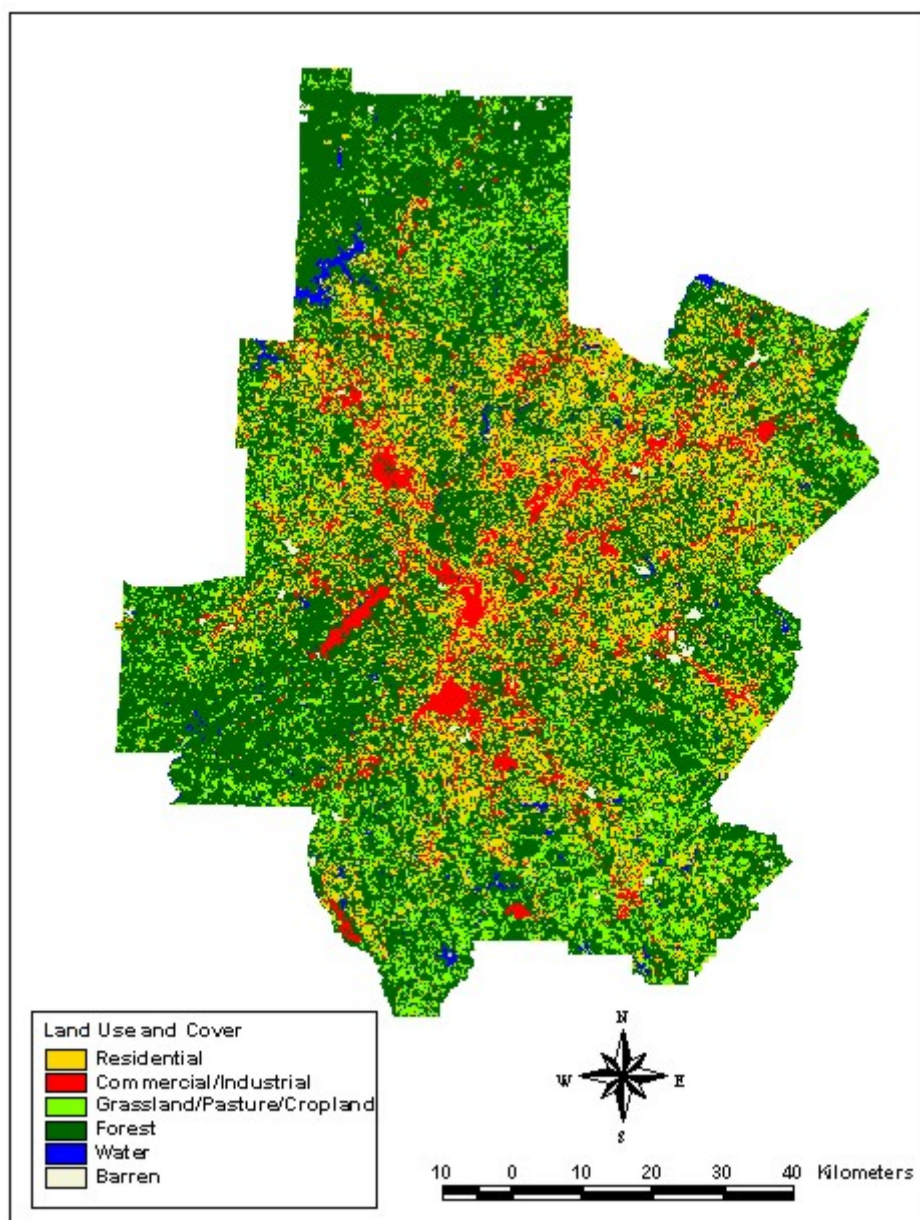 Land Use and Cover
Residential
Commercial/Industrial
Grassland/Pasture/Cropland
Forest
Water
Barren
N
W E
S
10 0 10 20 30 40 Kilometers